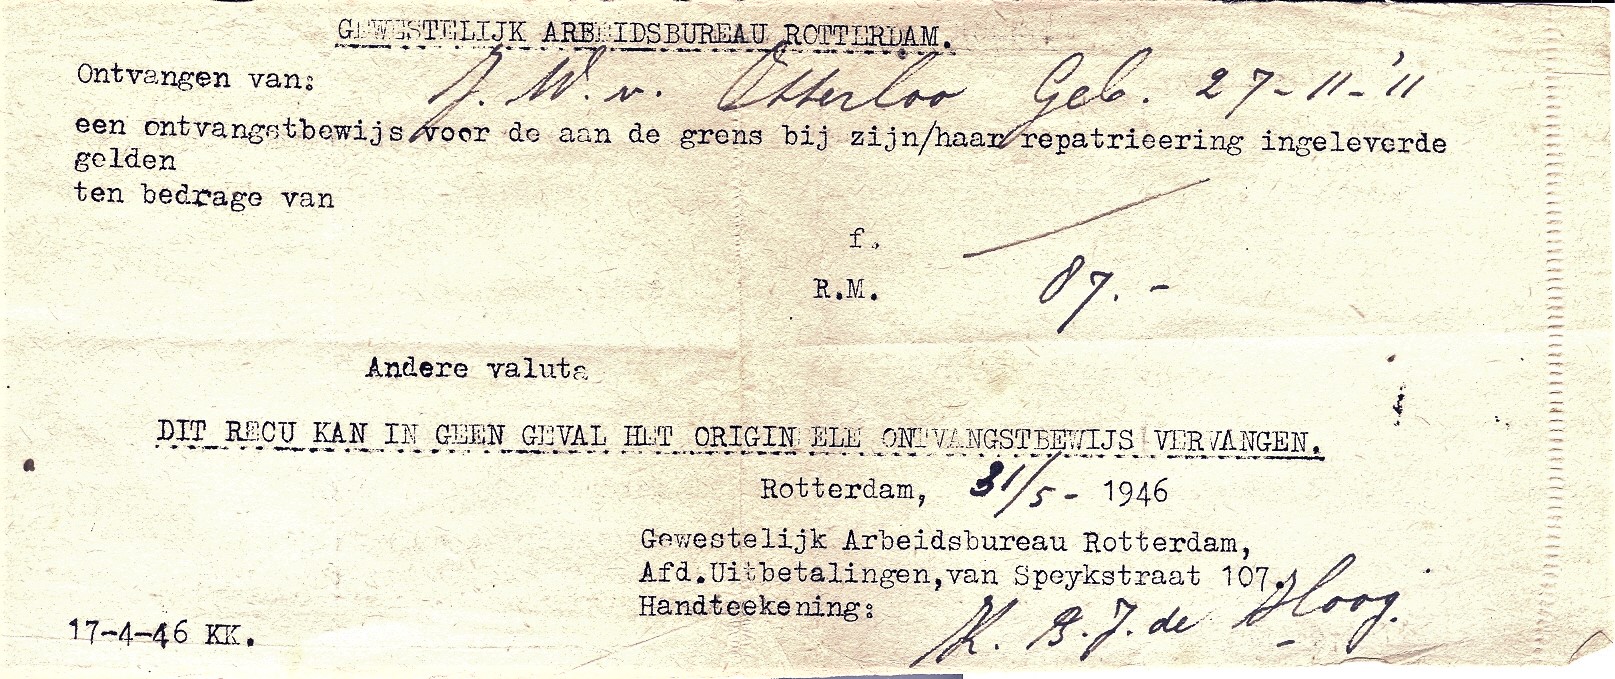 GEWESTELIJK ARBEIDSBUREAU ROTTERDAM.
Ontvangen van: J. W. v. Otterloo Geb. 27-11-'11
een ontvangstbewijs voor de aan de grens bij zijn/haar repatrieering ingeleverde
gelden
ten bedrage van
f.
R.M. 87.-
Andere valuta
DIT RECU KAN IN GEEN GEVAL HET ORIGINEELE ONTVANGSTBEWIJS VERVANGEN.
Rotterdam, 31/5- 1946
Gewestelijk Arbeidsbureau Rotterdam,
Afd.Uitbetalingen,van Speykstraat 107.
Handteekening: K. B. J. de Hoog.
17-4-46 KK.